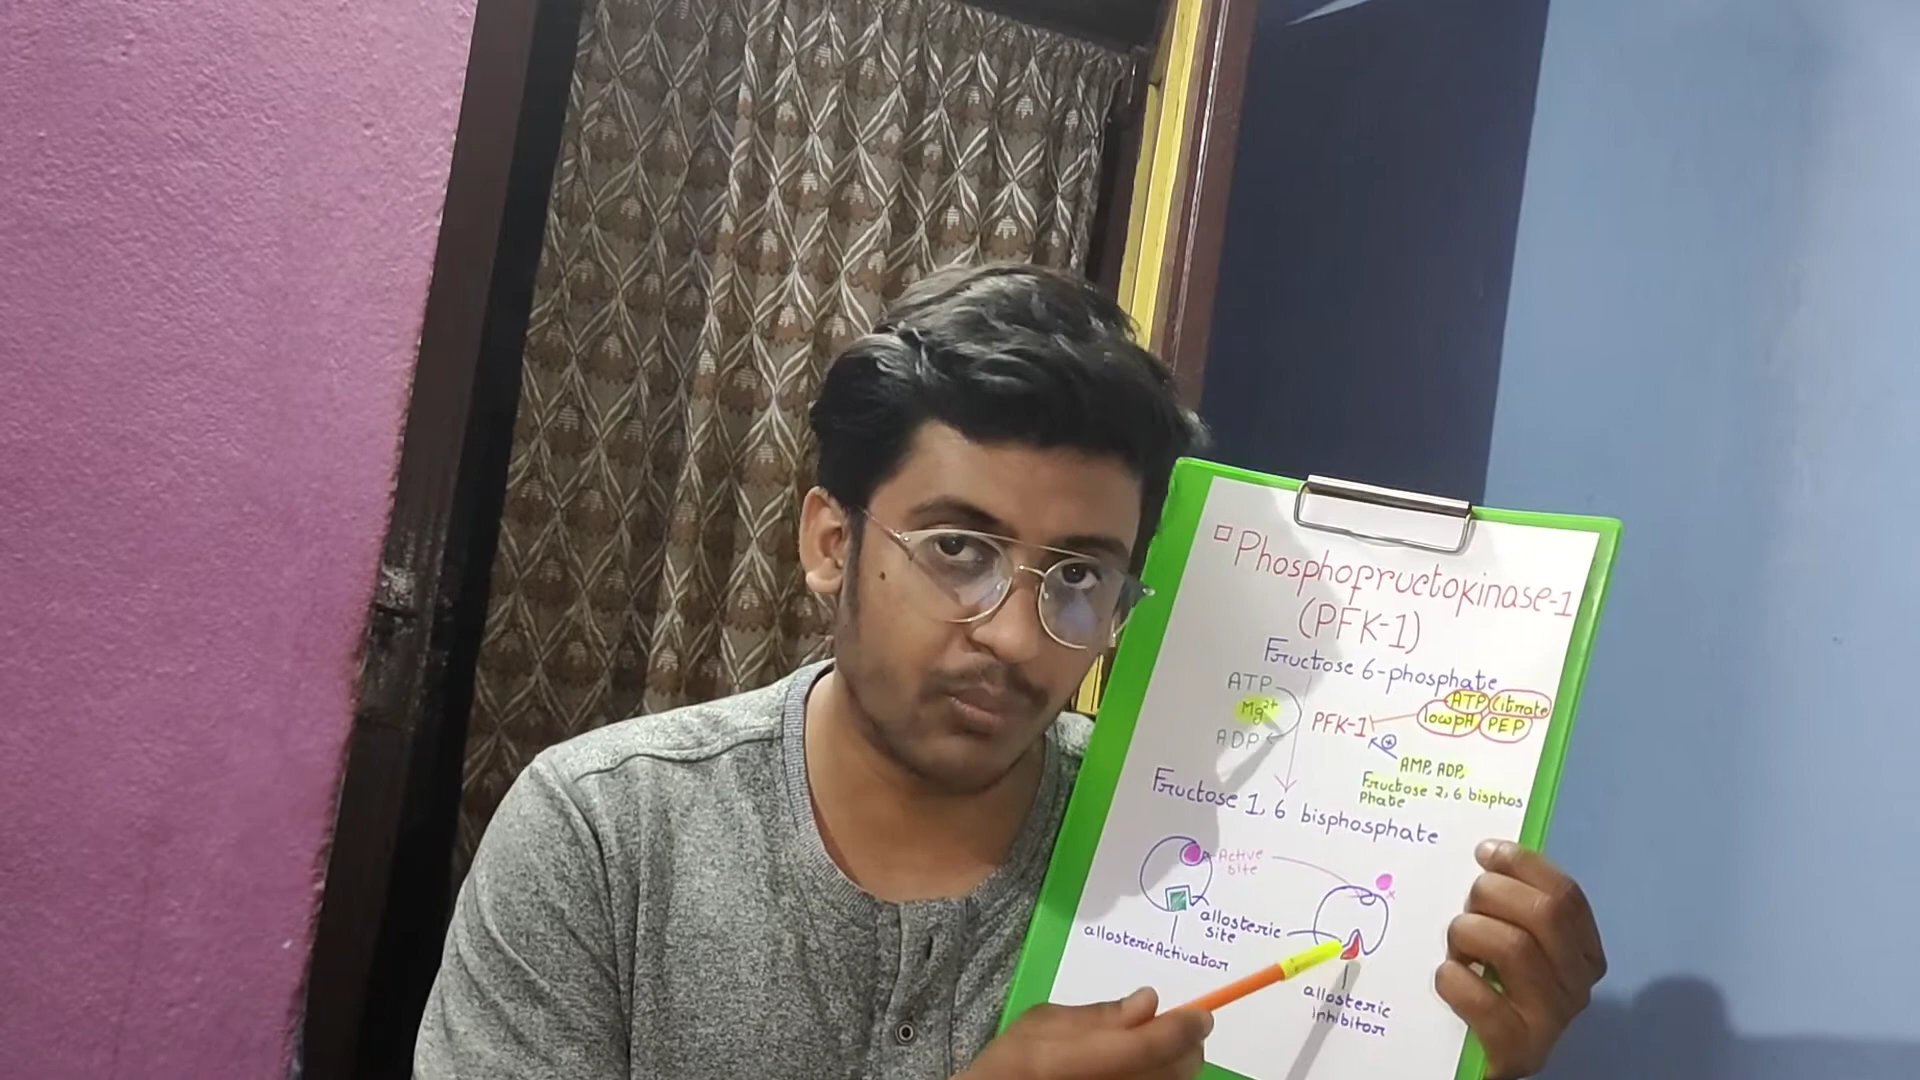 Phosphofructokinase-1
(PFK-1)
Fructose 6-phosphate
ATP
Mg2+
ADP
PFK-1
ATP Citrate
low pH PEP
⊕
AMP, ADP,
Fructose 2, 6 bisphos
phate
Fructose 1, 6 bisphosphate
Active
site
x
allosteric
site
allosteric Activator
allosteric
inhibitor